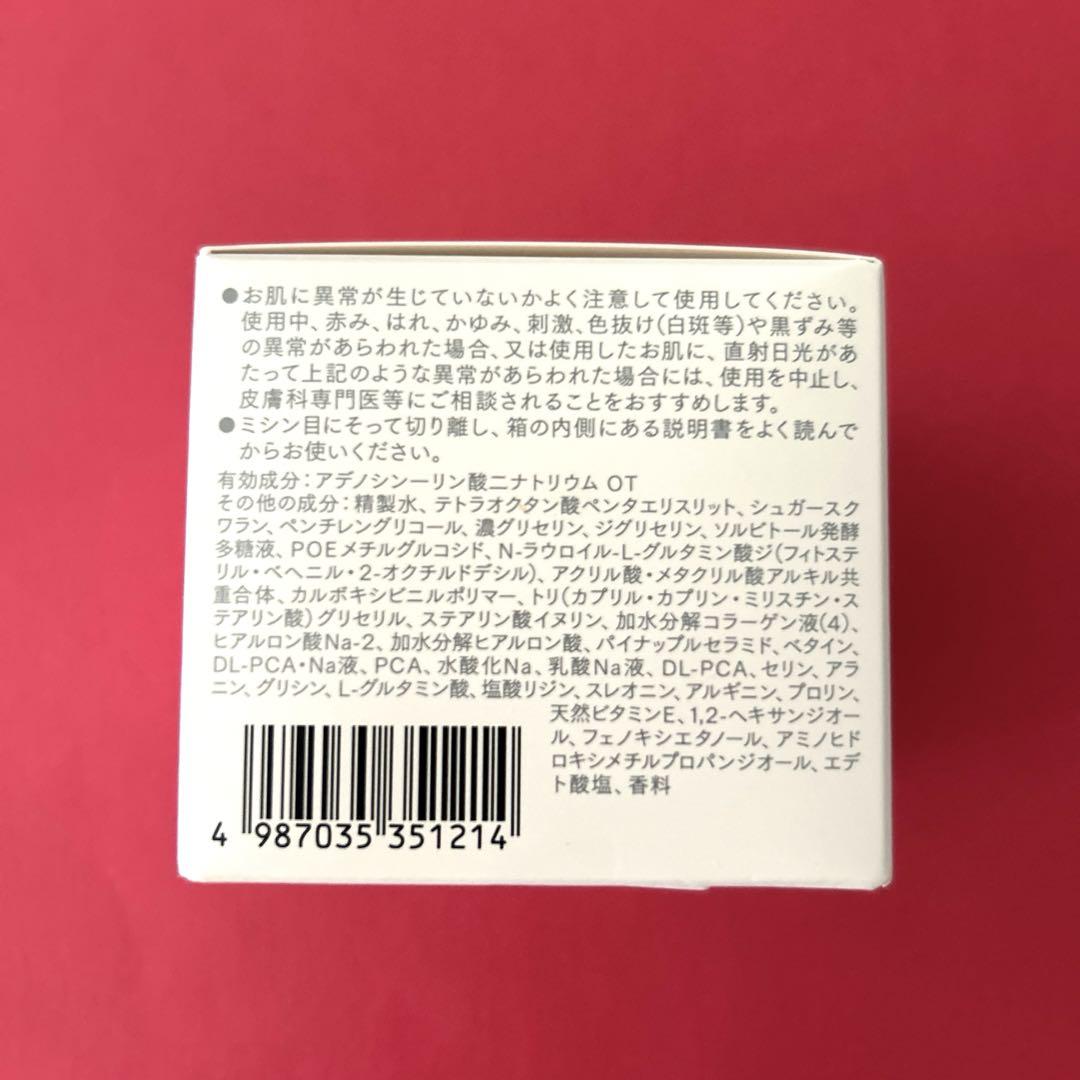 ●お肌に異常が生じていないかよく注意して使用してください。
使用中、赤み、はれ、かゆみ、刺激、色抜け(白斑等)や黒ずみ等
の異常があらわれた場合、又は使用したお肌に、直射日光があ
たって上記のような異常があらわれた場合には、使用を中止し、
皮膚科専門医等にご相談されることをおすすめします。
●ミシン目にそって切り離し、箱の内側にある説明書をよく読んで
からお使いください。
有効成分：アデノシン一リン酸二ナトリウム OT
その他の成分：精製水、テトラオクタン酸ペンタエリスリット、シュガースク
ワラン、ペンチレングリコール、濃グリセリン、ジグリセリン、ソルビトール発酵
多糖液、POEメチルグルコシド、N-ラウロイル-L-グルタミン酸ジ(フィトステ
リル・ベヘニル・2-オクチルドデシル)、アクリル酸・メタクリル酸アルキル共
重合体、カルボキシビニルポリマー、トリ(カプリル・カプリン・ミリスチン・ス
テアリン酸)グリセリル、ステアリン酸イヌリン、加水分解コラーゲン液(4)、
ヒアルロン酸Na-2、加水分解ヒアルロン酸、パイナップルセラミド、ベタイン、
DL-PCA・Na液、PCA、水酸化Na、乳酸Na液、DL-PCA、セリン、アラ
ニン、グリシン、L-グルタミン酸、塩酸リジン、スレオニン、アルギニン、プロリン、
天然ビタミンE、1,2-ヘキサンジオー
ル、フェノキシエタノール、アミノヒド
ロキシメチルプロパンジオール、エデ
ト酸塩、香料
4 987035 351214